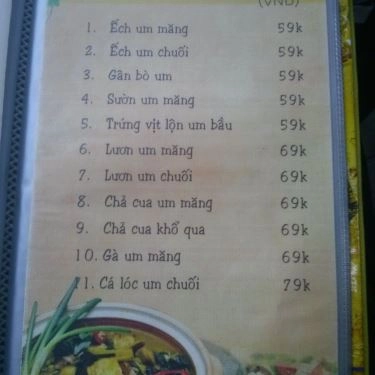 (VNĐ)
1. Ếch um măng 59k
2. Ếch um chuối 59k
3. Gân bò um 59k
4. Sườn um măng 59k
5. Trứng vịt lộn um bầu 59k
6. Lươn um măng 69k
7. Lươn um chuối 69k
8. Chả cua um măng 69k
9. Chả cua khổ qua 69k
10. Gà um măng 69k
11. Cá lóc um chuối 79k